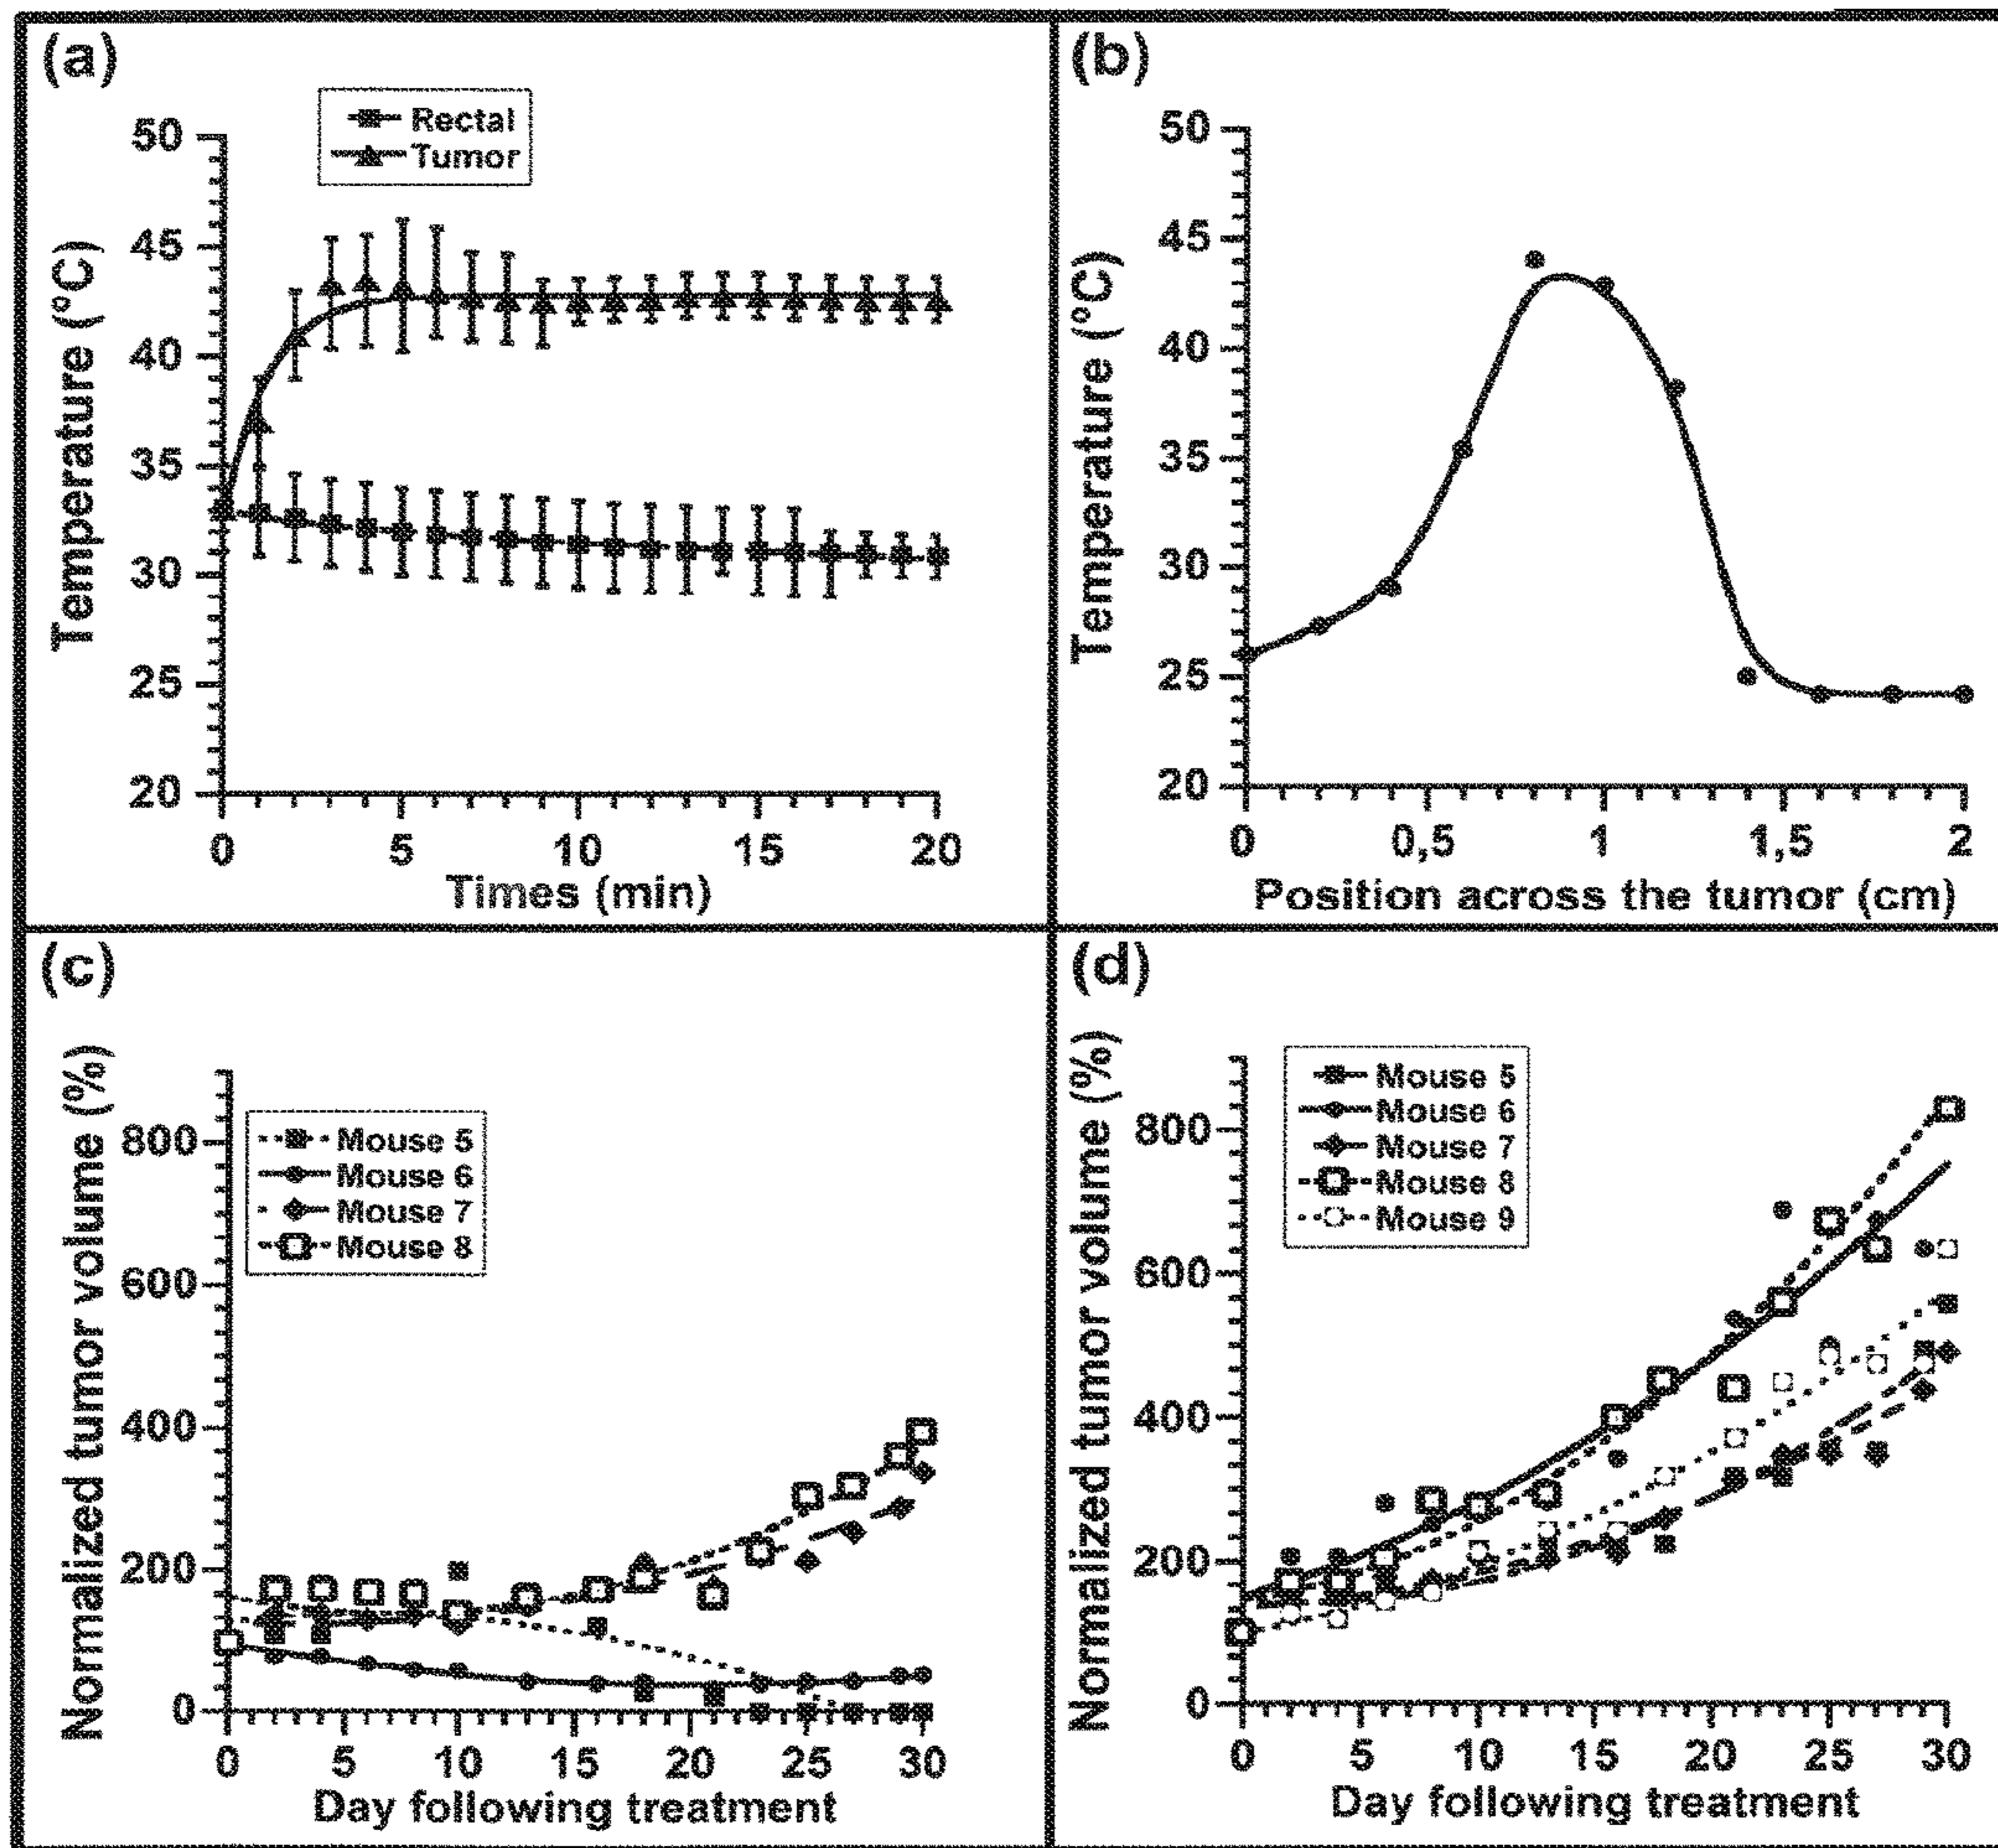 (a)
Rectal
Tumor
50
45
40
35
30
25
20
Temperature (°C)
0 5 10 15 20
Times (min)
(b)
50
45
40
35
30
25
20
Temperature (°C)
0 0,5 1 1,5 2
Position across the tumor (cm)
(c)
Mouse 5
Mouse 6
Mouse 7
Mouse 8
800
600
400
200
0
Normalized tumor volume (%)
0 5 10 15 20 25 30
Day following treatment
(d)
Mouse 5
Mouse 6
Mouse 7
Mouse 8
Mouse 9
800
600
400
200
0
Normalized tumor volume (%)
0 5 10 15 20 25 30
Day following treatment